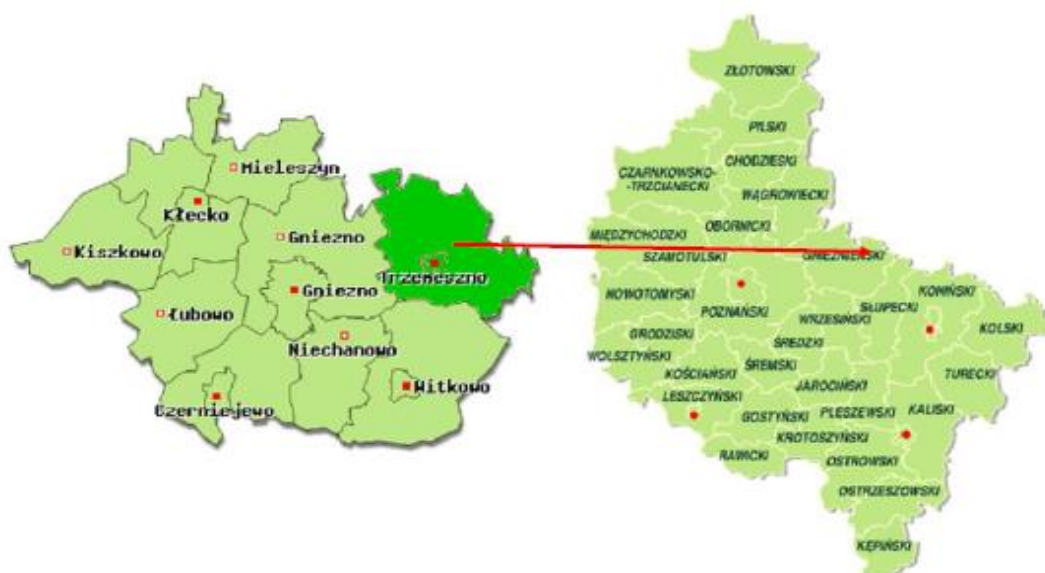 Mieleszyn
Kłecko
Gniezno
Kiszkowo
Trzemeszno
Gniezno
Łubowo
Niechanowo
Witkowo
Czerniejewo
ZŁOTOWSKI
PILSKI
CHODZIESKI
CZARNKOWSKO-
-TRZCIANECKI
WĄGROWIECKI
OBORNICKI
MIĘDZYCHODZKI
SZAMOTULSKI
GNIEŹNIEŃSKI
KONIŃSKI
NOWOTOMYSKI
SŁUPECKI
POZNAŃSKI
WRZESIŃSKI
KOLSKI
GRODZISKI
ŚREDZKI
WOLSZTYŃSKI
KOŚCIAŃSKI
ŚREMSKI
TURECKI
JAROCIŃSKI
LESZCZYŃSKI
GOSTYŃSKI
PLESZEWSKI
KALISKI
KROTOSZYŃSKI
RAWICKI
OSTROWSKI
OSTRZESZOWSKI
KĘPIŃSKI